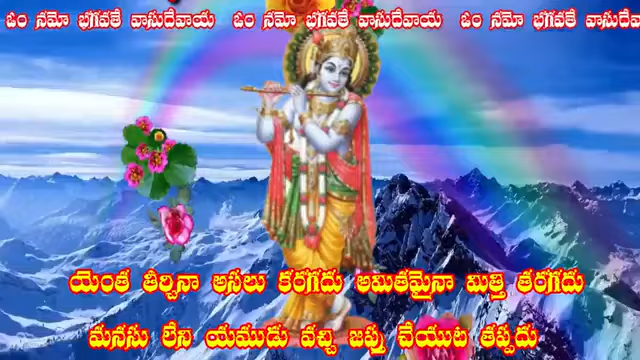 ఓం నమో భగవతే వాసుదేవాయ ఓం నమో భగవతే వాసుదేవాయ ఓం నమో భగవతే వాసుదేవా
యెంత తీర్చినా అసలు కరగదు అమితమైనా మిత్తి తరగదు
మనసు లేని యముడు వచ్చి జప్తు చేయుట తప్పదు